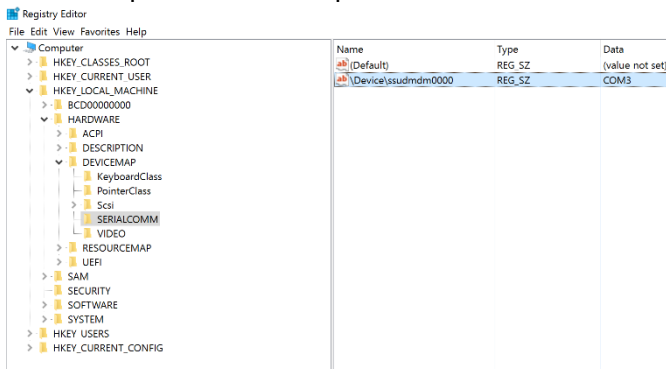 Registry Editor
File Edit View Favorites Help
Computer
HKEY_CLASSES_ROOT
HKEY_CURRENT_USER
HKEY_LOCAL_MACHINE
BCD00000000
HARDWARE
ACPI
DESCRIPTION
DEVICEMAP
KeyboardClass
PointerClass
Scsi
SERIALCOMM
VIDEO
RESOURCEMAP
UEFI
SAM
SECURITY
SOFTWARE
SYSTEM
HKEY_USERS
HKEY_CURRENT_CONFIG
Name Type Data
ab (Default) REG_SZ (value not set)
ab \Device\ssudmdm0000 REG_SZ COM3